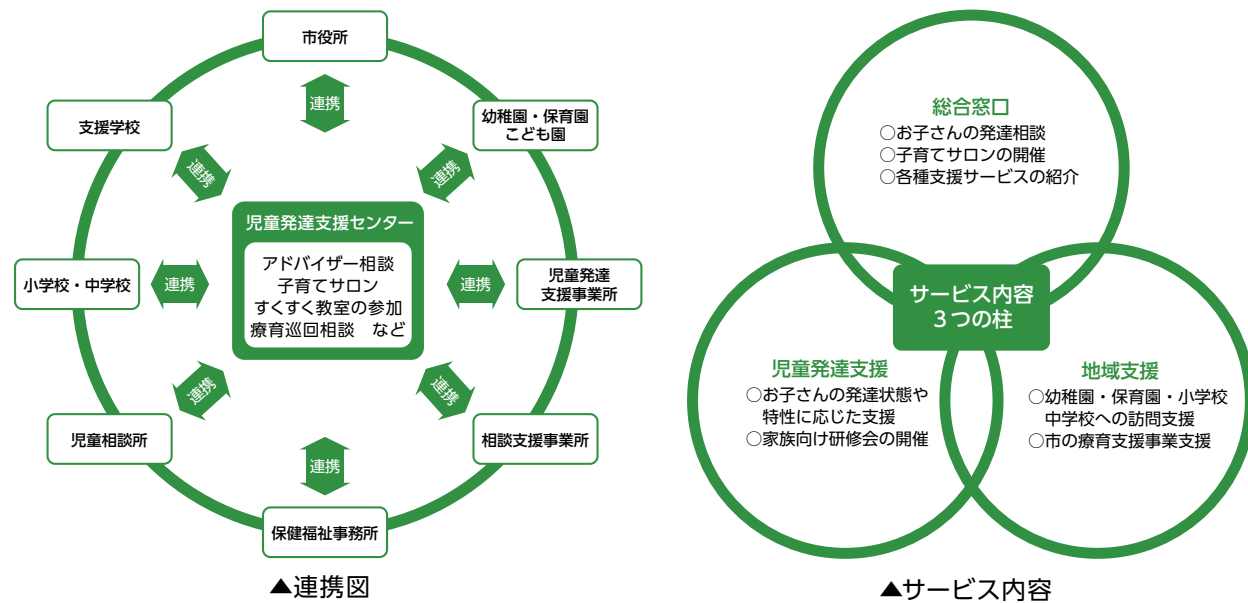 市役所
連携
支援学校
連携
幼稚園・保育園
こども園
連携
児童発達支援センター
アドバイザー相談
子育てサロン
すくすく教室の参加
療育巡回相談　など
小学校・中学校
連携
連携
児童発達
支援事業所
児童相談所
連携
連携
相談支援事業所
連携
保健福祉事務所
▲連携図
総合窓口
○お子さんの発達相談
○子育てサロンの開催
○各種支援サービスの紹介
サービス内容
3つの柱
児童発達支援
○お子さんの発達状態や
特性に応じた支援
○家族向け研修会の開催
地域支援
○幼稚園・保育園・小学校
中学校への訪問支援
○市の療育支援事業支援
▲サービス内容